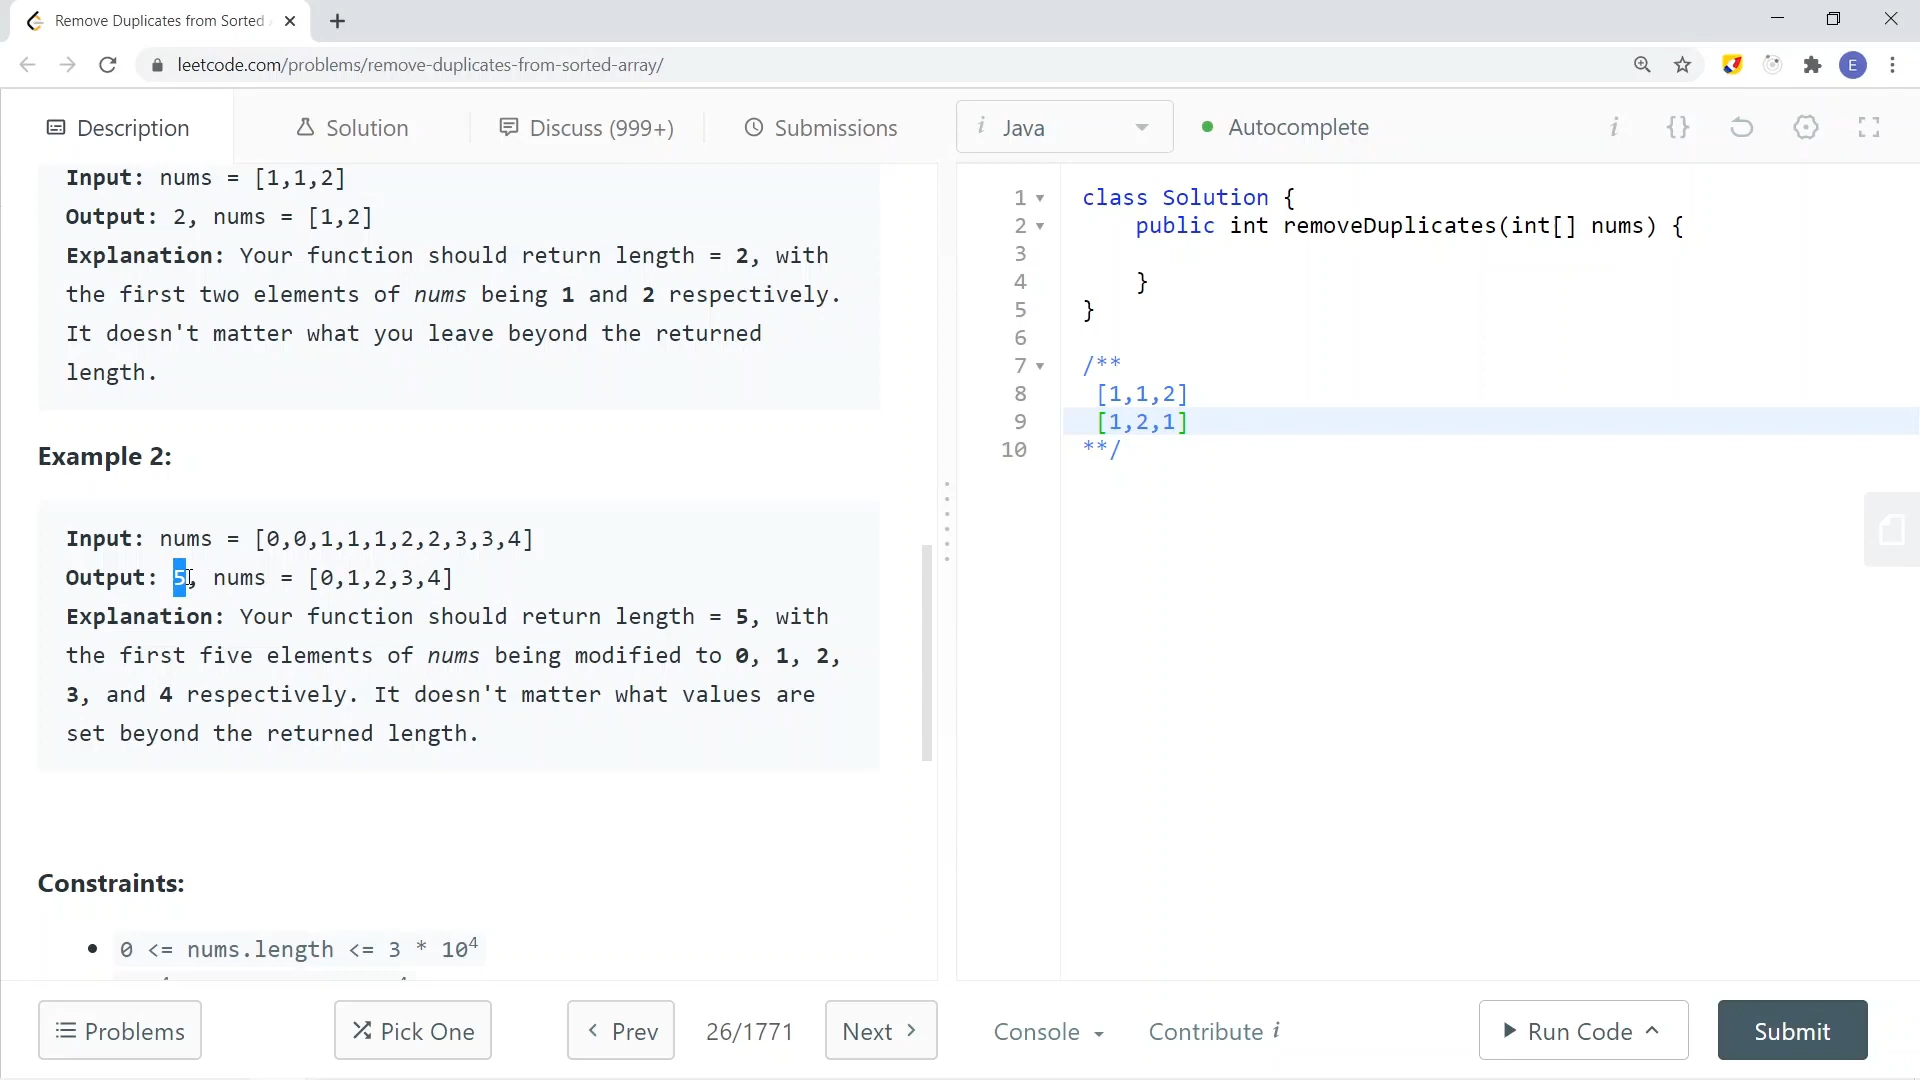 Remove Duplicates from Sorted
leetcode.com/problems/remove-duplicates-from-sorted-array/
E
Description
Solution
Discuss (999+)
Submissions
i Java
Autocomplete
i {}
Input: nums = [1,1,2]
Output: 2, nums = [1,2]
Explanation: Your function should return length = 2, with
the first two elements of nums being 1 and 2 respectively.
It doesn't matter what you leave beyond the returned
length.
Example 2:
Input: nums = [0,0,1,1,1,2,2,3,3,4]
Output: 5, nums = [0,1,2,3,4]
Explanation: Your function should return length = 5, with
the first five elements of nums being modified to 0, 1, 2,
3, and 4 respectively. It doesn't matter what values are
set beyond the returned length.
Constraints:
0 <= nums.length <= 3 * 10⁴
1 class Solution {
2 public int removeDuplicates(int[] nums) {
3
4 }
5 }
6
7 /**
8 [1,1,2]
9 [1,2,1]
10 **/
Problems
Pick One
Prev
26/1771
Next
Console
Contribute i
Run Code
Submit